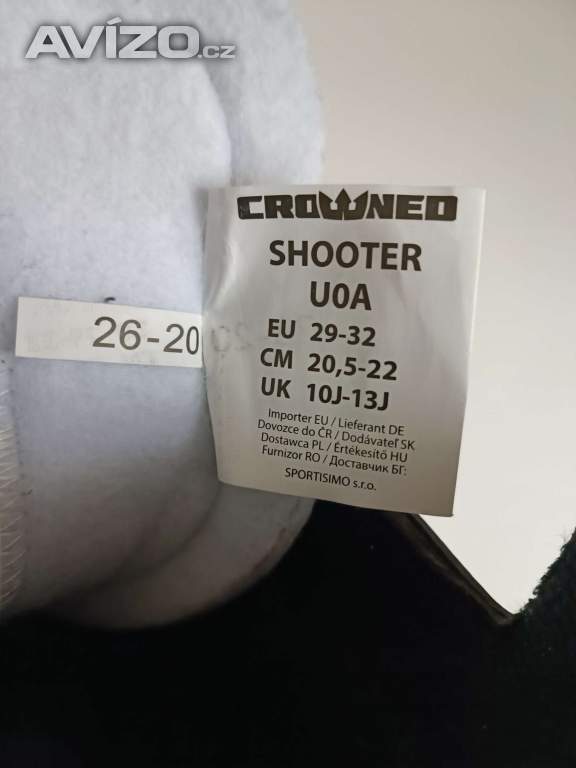 AVÍZO.cz
CROWNED
SHOOTER
U0A
EU 29-32
CM 20,5-22
UK 10J-13J
Importer EU / Lieferant DE
Dovozce do ČR / Dodávateľ SK
Dostawca PL / Értékesítő HU
Furnizor RO / Доставчик БГ:
SPORTISIMO s.r.o.
26-20